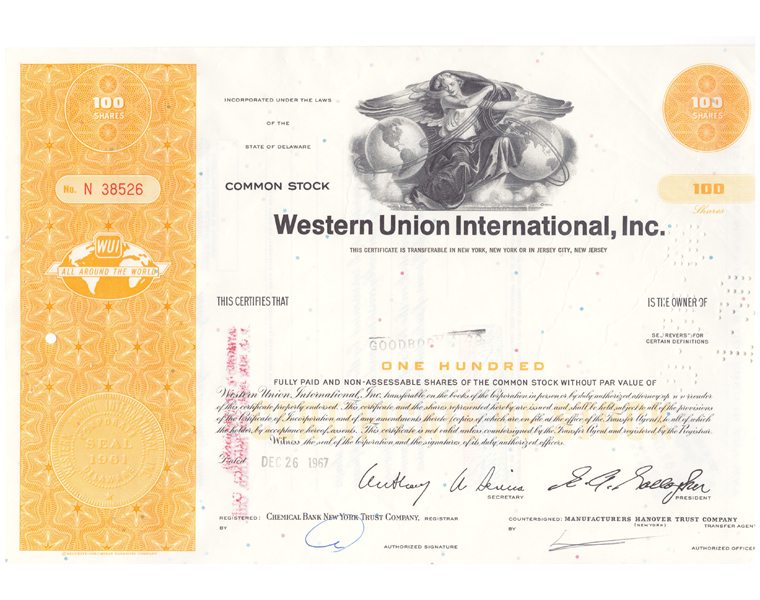 100
SHARES
No. N 38526
WUI
ALL AROUND THE WORLD
1961
INCORPORATED UNDER THE LAWS
OF THE
STATE OF DELAWARE
COMMON STOCK
100
SHARES
100
Shares
Western Union International, Inc.
THIS CERTIFICATE IS TRANSFERABLE IN NEW YORK, NEW YORK OR IN JERSEY CITY, NEW JERSEY
THIS CERTIFIES THAT
IS THE OWNER OF
SEE REVERSE FOR
CERTAIN DEFINITIONS
ONE HUNDRED
FULLY PAID AND NON-ASSESSABLE SHARES OF THE COMMON STOCK WITHOUT PAR VALUE OF
Western Union International, Inc. transferable on the books of the Corporation in person or by duly authorized attorney upon surrender
of this certificate properly endorsed. This certificate and the shares represented hereby are issued and shall be held subject to all of the provisions
of the Certificate of Incorporation and of any amendments thereto (copies of which are on file at the office of the Transfer Agent), to all of which
the holder, by acceptance hereof, assents. This certificate is not valid unless countersigned by the Transfer Agent and registered by the Registrar.
Witness the seal of the Corporation and the signatures of its duly authorized officers.
Dated DEC 26 1967
SECRETARY
PRESIDENT
REGISTERED: CHEMICAL BANK NEW YORK TRUST COMPANY, REGISTRAR
BY
AUTHORIZED SIGNATURE
COUNTERSIGNED: MANUFACTURERS HANOVER TRUST COMPANY
(NEW YORK) TRANSFER AGENT
BY
AUTHORIZED OFFICER